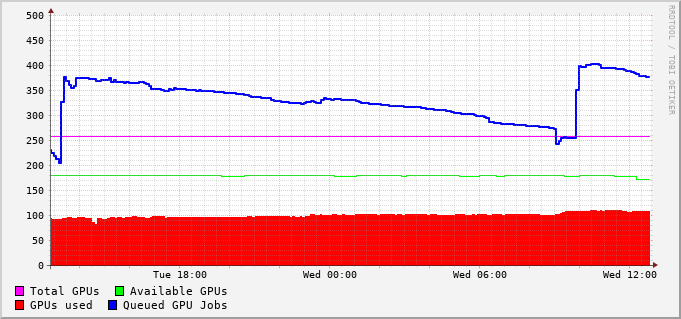 500
450
400
350
300
250
200
150
100
50
0
Tue 18:00 Wed 00:00 Wed 06:00 Wed 12:00
Total GPUs Available GPUs
GPUs used Queued GPU Jobs
RRDTOOL / TOBI OETIKER